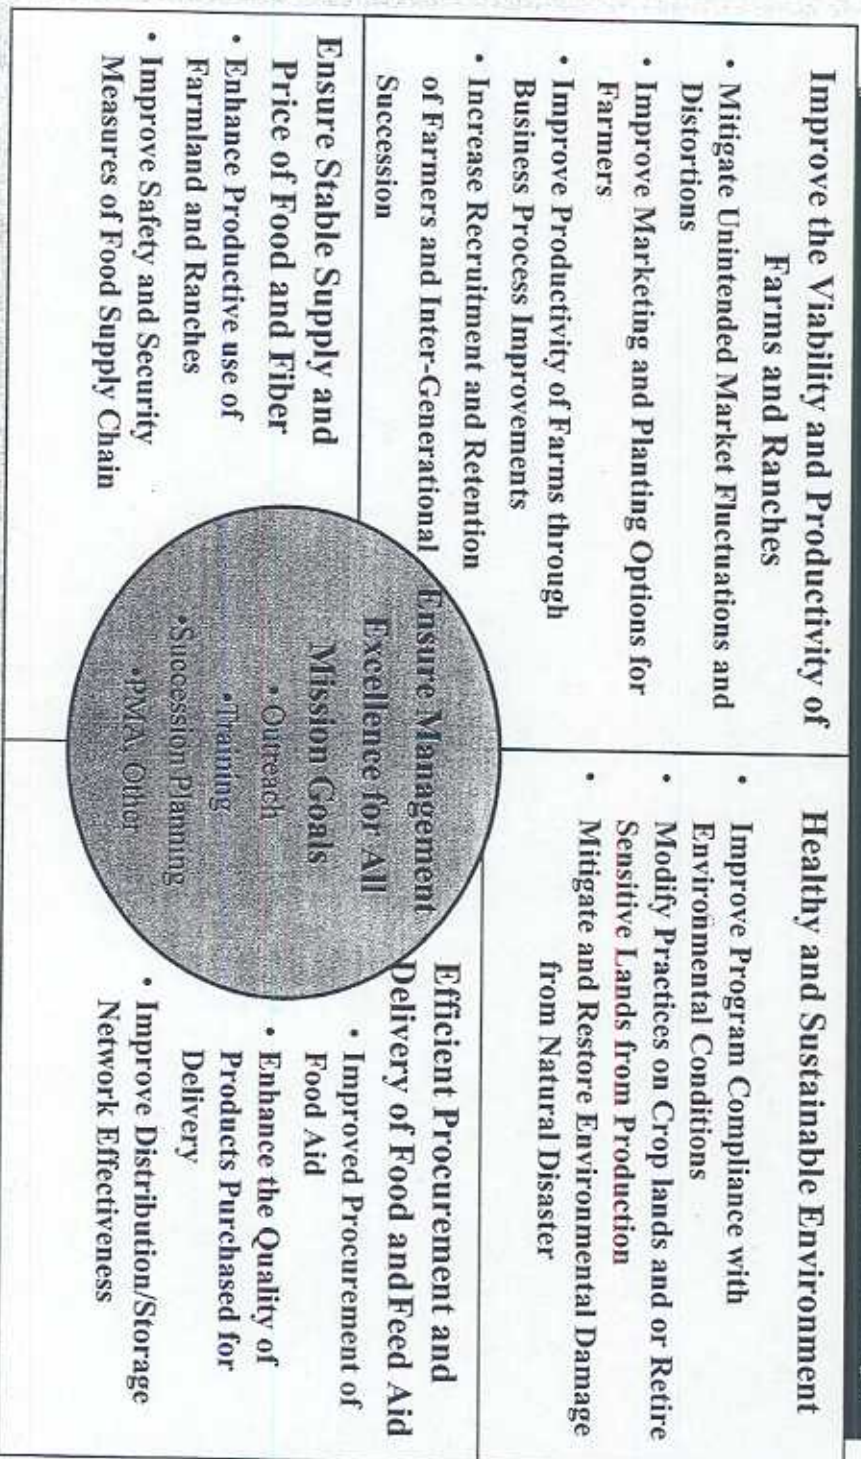 Improve the Viability and Productivity of
Farms and Ranches
• Mitigate Unintended Market Fluctuations and
Distortions
• Improve Marketing and Planting Options for
Farmers
• Improve Productivity of Farms through
Business Process Improvements
• Increase Recruitment and Retention
of Farmers and Inter-Generational
Succession
Healthy and Sustainable Environment
• Improve Program Compliance with
Environmental Conditions
• Modify Practices on Crop lands and or Retire
Sensitive Lands from Production
• Mitigate and Restore Environmental Damage
from Natural Disaster
Ensure Stable Supply and
Price of Food and Fiber
• Enhance Productive use of
Farmland and Ranches
• Improve Safety and Security
Measures of Food Supply Chain
Ensure Management
Excellence for All
Mission Goals
• Outreach
•Training
•Succession Planning
•PMA, Other
Efficient Procurement and
Delivery of Food andFeed Aid
• Improved Procurement of
Food Aid
• Enhance the Quality of
Products Purchased for
Delivery
• Improve Distribution/Storage
Network Effectiveness